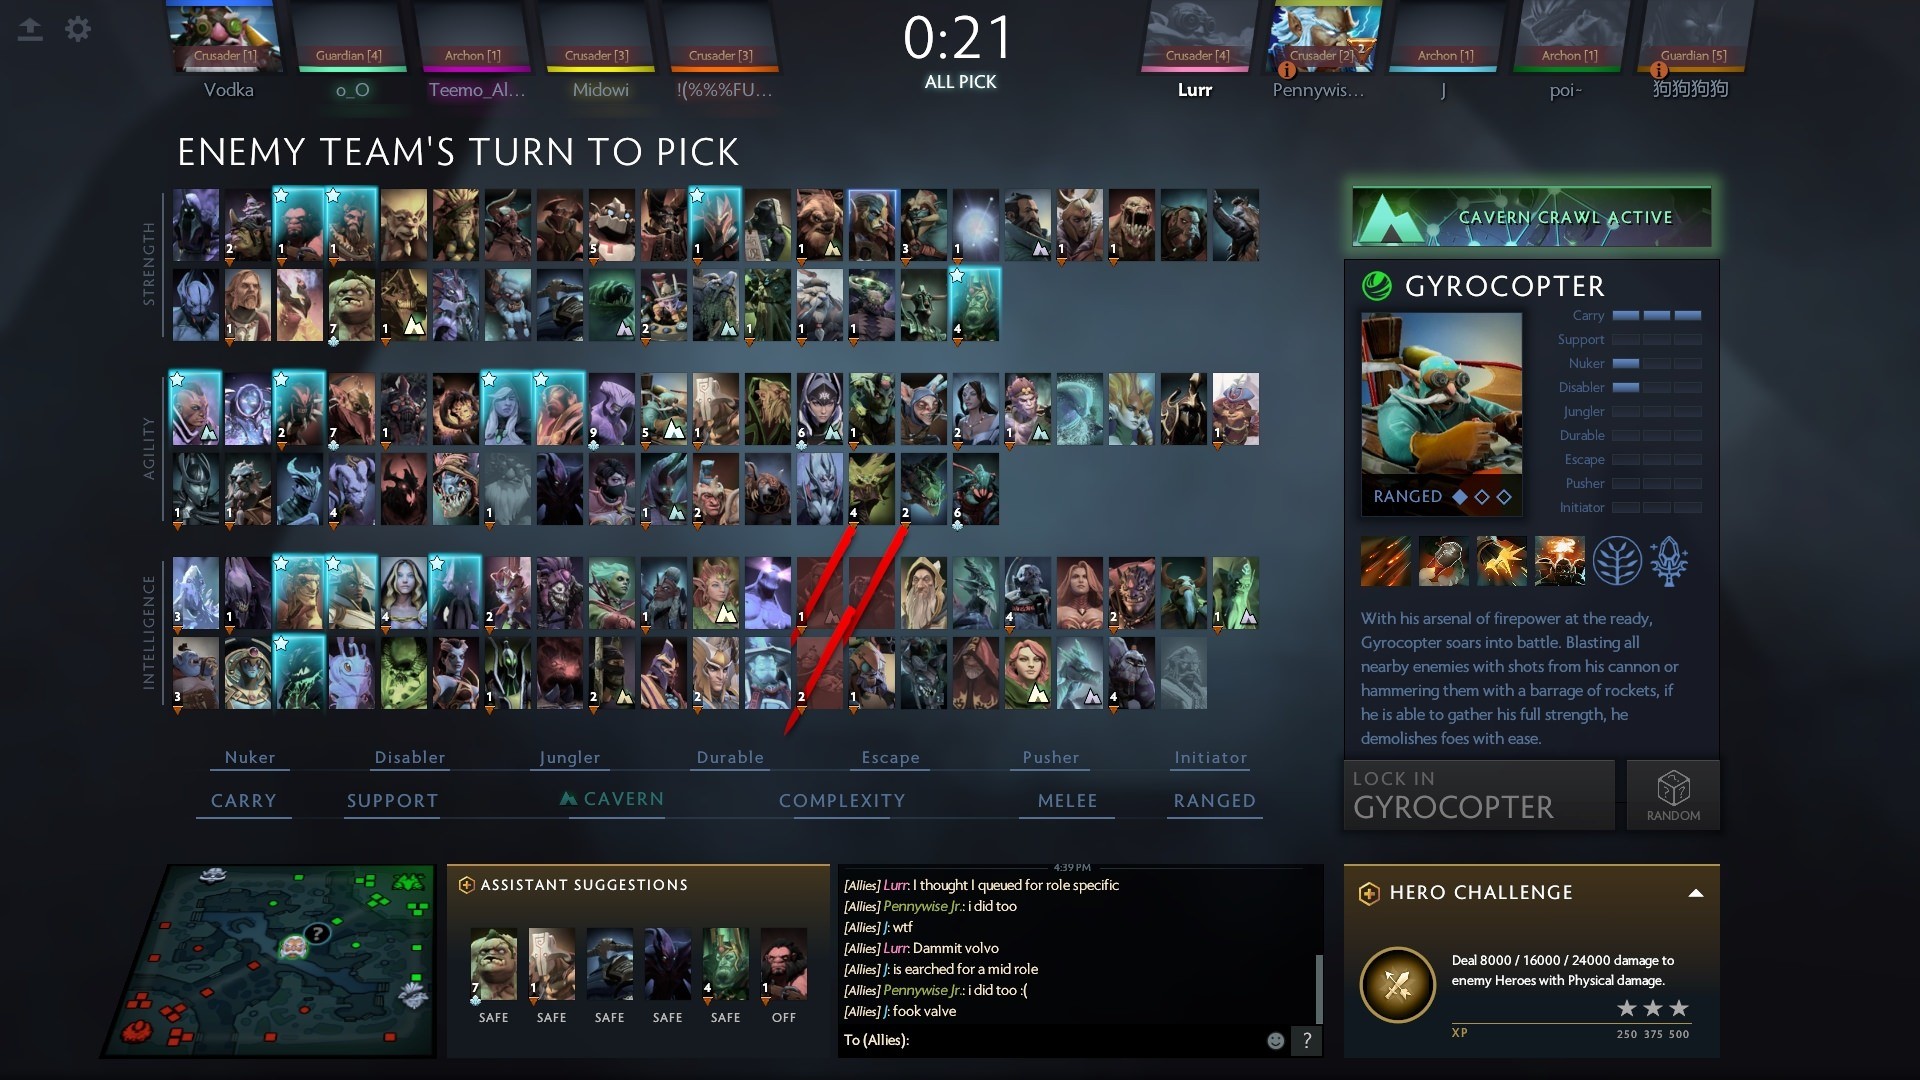 Crusader [1]
Guardian [4]
Archon [1]
Crusader [3]
Crusader [3]
0:21
ALL PICK
Crusader [4]
Crusader [2]
2
Archon [1]
Archon [1]
Guardian [5]
Vodka
o_O
Teemo_Al...
Midowi
!(%%%FU...
Lurr
Pennywis...
J
poi~
狗狗狗狗
ENEMY TEAM'S TURN TO PICK
STRENGTH
2 1 1 5 1 1 3 1 1 1
1 7 1 2 1 1 1 4
AGILITY
2 7 1 9 5 1 6 1 2 1 1
1 1 4 1 1 2 4 2 6
INTELLIGENCE
3 1 4 2 1 1 4 2 1
3 1 2 2 2 1 4
Nuker
Disabler
Jungler
Durable
Escape
Pusher
Initiator
CARRY
SUPPORT
CAVERN
COMPLEXITY
MELEE
RANGED
CAVERN CRAWL ACTIVE
GYROCOPTER
Carry
Support
Nuker
Disabler
Jungler
Durable
Escape
Pusher
Initiator
RANGED
With his arsenal of firepower at the ready,
Gyrocopter soars into battle. Blasting all
nearby enemies with shots from his cannon or
hammering them with a barrage of rockets, if
he is able to gather his full strength, he
demolishes foes with ease.
LOCK IN
GYROCOPTER
RANDOM
?
ASSISTANT SUGGESTIONS
7 1 4 1
SAFE
SAFE
SAFE
SAFE
SAFE
OFF
4:39 PM
[Allies] Lurr: I thought I queued for role specific
[Allies] Pennywise Jr.: i did too
[Allies] J: wtf
[Allies] Lurr: Dammit volvo
[Allies] J: is earched for a mid role
[Allies] Pennywise Jr.: i did too :(
[Allies] J: fook valve
To (Allies):
?
HERO CHALLENGE
Deal 8000 / 16000 / 24000 damage to
enemy Heroes with Physical damage.
XP
250 375 500